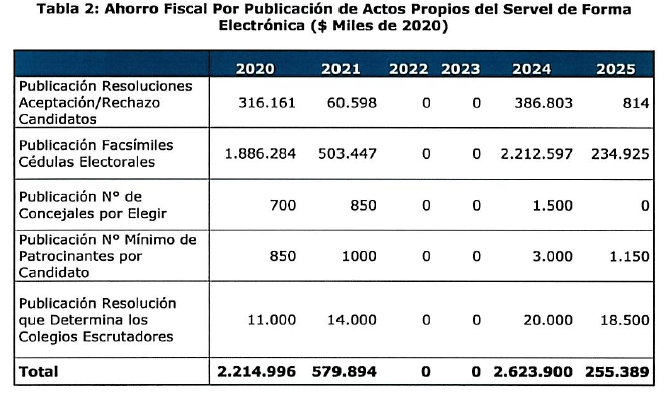 Tabla 2: Ahorro Fiscal Por Publicación de Actos Propios del Servel de Forma
Electrónica ($ Miles de 2020)
2020 2021 2022 2023 2024 2025
Publicación Resoluciones
Aceptación/Rechazo
Candidatos
316.161 60.598 0 0 386.803 814
Publicación Facsímiles
Cédulas Electorales
1.886.284 503.447 0 0 2.212.597 234.925
Publicación Nº de
Concejales por Elegir
700 850 0 0 1.500 0
Publicación Nº Mínimo de
Patrocinantes por
Candidato
850 1000 0 0 3.000 1.150
Publicación Resolución
que Determina los
Colegios Escrutadores
11.000 14.000 0 0 20.000 18.500
Total 2.214.996 579.894 0 0 2.623.900 255.389